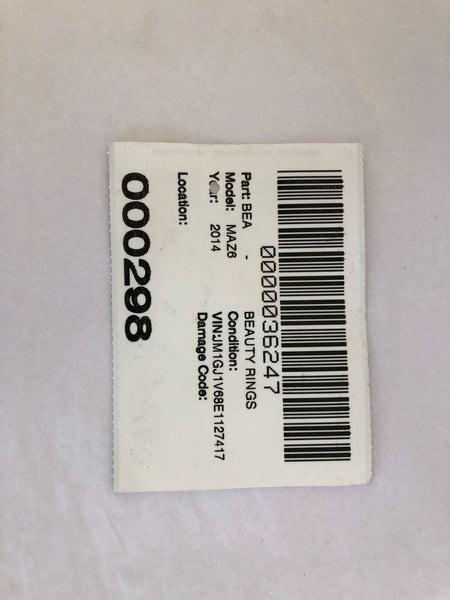 0000036247
Part: BEA - BEAUTY RINGS
Model: MAZ6 Condition:
Year: 2014 VIN:JM1GJ1V68E1127417
Damage Code:
Location:
000298